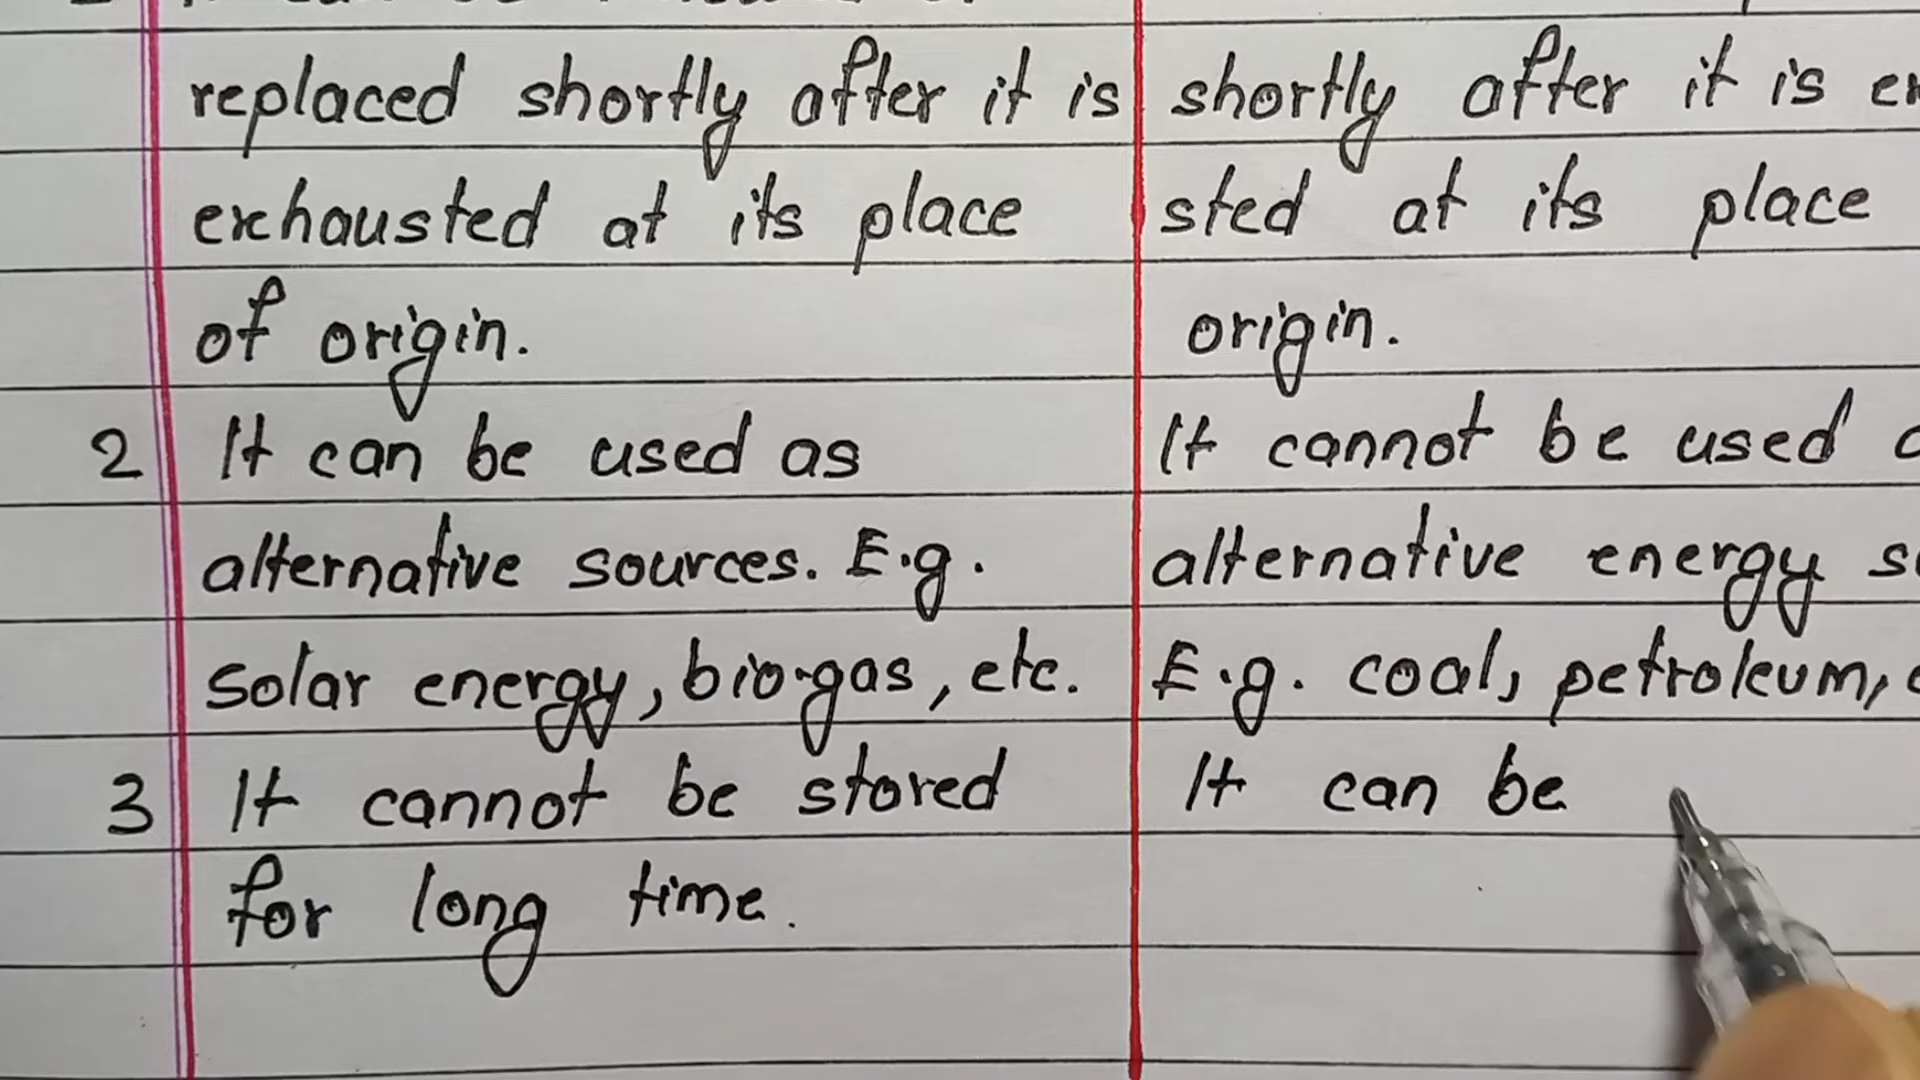 replaced shortly after it is
exhausted at its place
of origin.
2 It can be used as
alternative sources. E.g.
solar energy, bio-gas, etc.
3 It cannot be stored
for long time.
shortly after it is
sted at its place
origin.
It cannot be used
alternative energy
E.g. coal, petroleum,
It can be